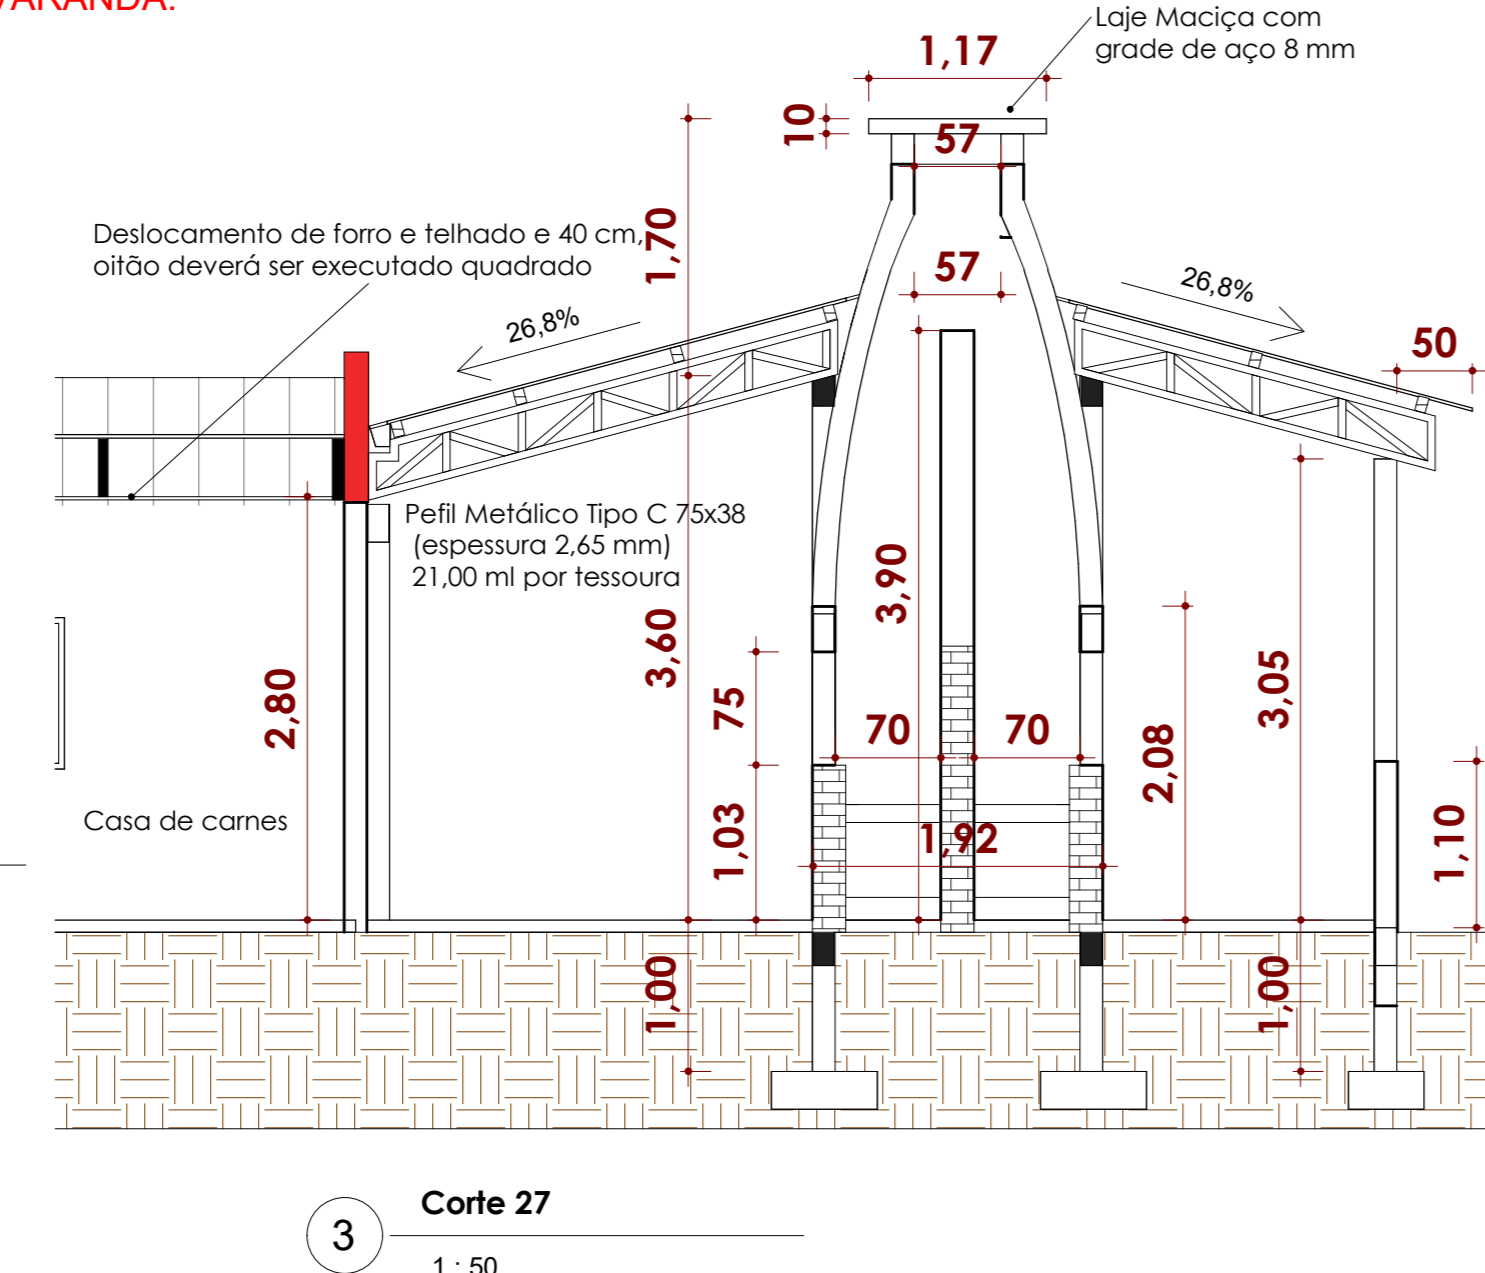 VARANDA.
Laje Maciça com
grade de aço 8 mm
1,17
10
57
Deslocamento de forro e telhado e 40 cm,
oitão deverá ser executado quadrado
1,70
57
26,8%
26,8%
50
Pefil Metálico Tipo C 75x38
(espessura 2,65 mm)
21,00 ml por tessoura
3,90
3,60
2,80
75
70
70
3,05
2,08
1,03
1,92
1,10
Casa de carnes
1,00
1,00
3
Corte 27
1 : 50